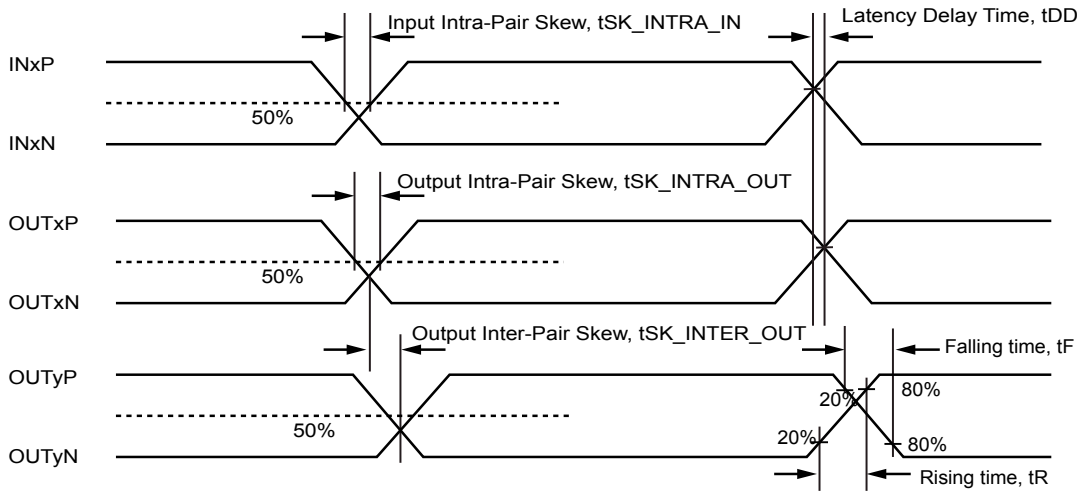 Input Intra-Pair Skew, tSK_INTRA_IN
Latency Delay Time, tDD
INxP
50%
INxN
Output Intra-Pair Skew, tSK_INTRA_OUT
OUTxP
50%
OUTxN
Output Inter-Pair Skew, tSK_INTER_OUT
Falling time, tF
OUTyP
20%
80%
50%
20%
80%
OUTyN
Rising time, tR